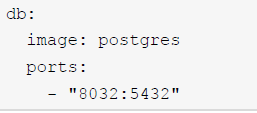 db:
  image: postgres
  ports:
    - "8032:5432"